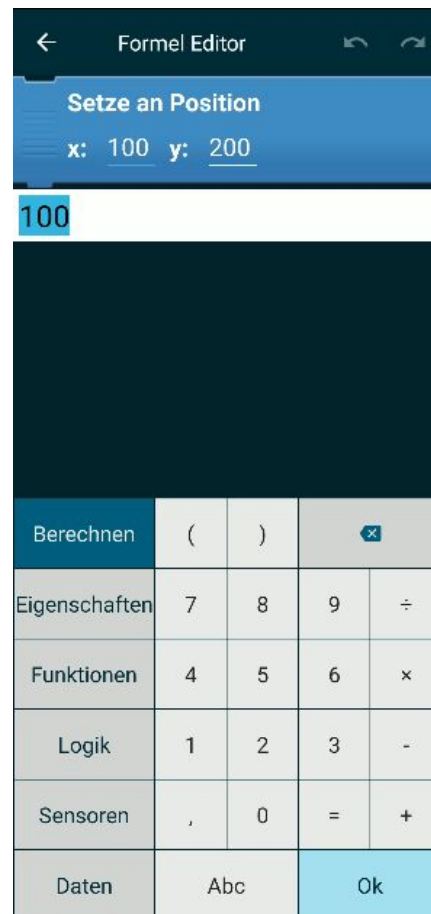 Formel Editor
Setze an Position
x: 100 y: 200
100
Berechnen ( )
Eigenschaften 7 8 9 ÷
Funktionen 4 5 6 ×
Logik 1 2 3 -
Sensoren , 0 = +
Daten Abc Ok